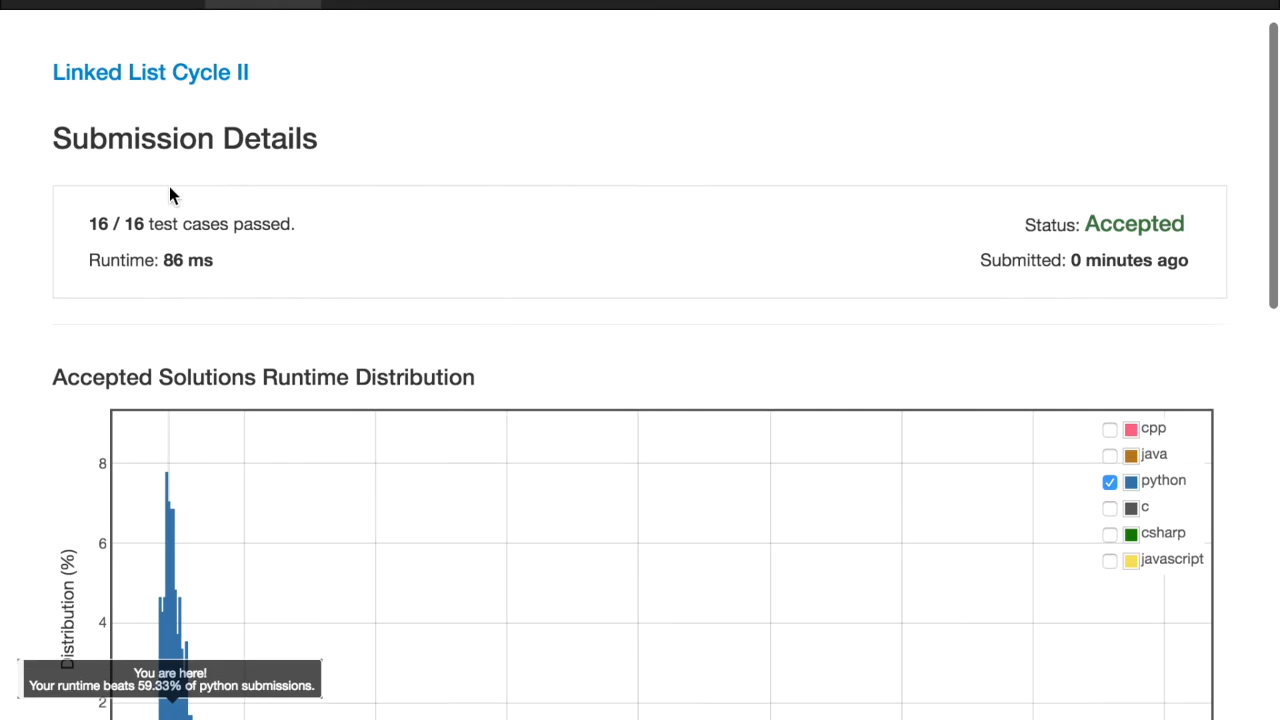 Linked List Cycle II
Submission Details
16 / 16 test cases passed.
Status: Accepted
Runtime: 86 ms
Submitted: 0 minutes ago
Accepted Solutions Runtime Distribution
cpp
java
python
c
csharp
javascript
8
6
4
2
Distribution (%)
You are here!
Your runtime beats 59.33% of python submissions.